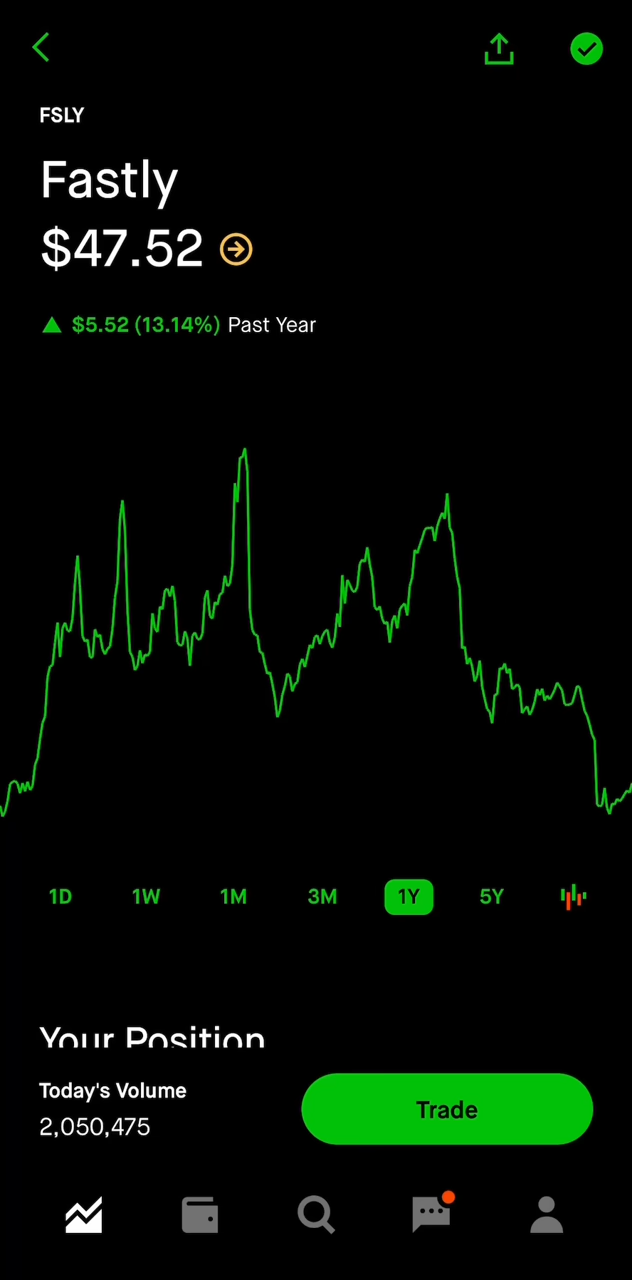 FSLY
Fastly
$47.52
$5.52 (13.14%) Past Year
1D 1W 1M 3M 1Y 5Y
Your Position
Today's Volume
2,050,475
Trade